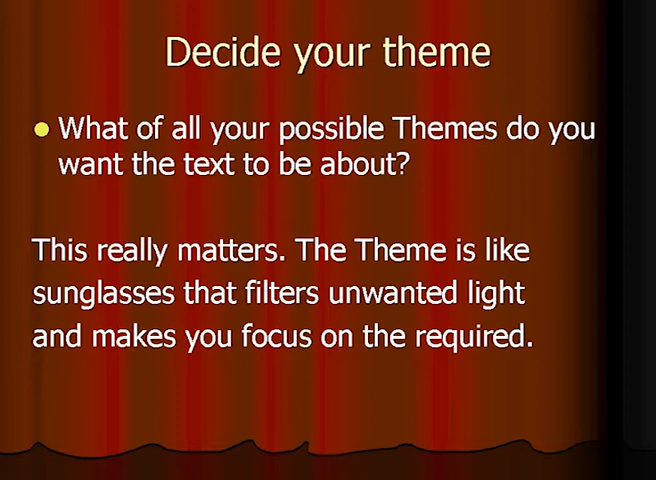 Decide your theme
What of all your possible Themes do you
want the text to be about?
This really matters. The Theme is like
sunglasses that filters unwanted light
and makes you focus on the required.